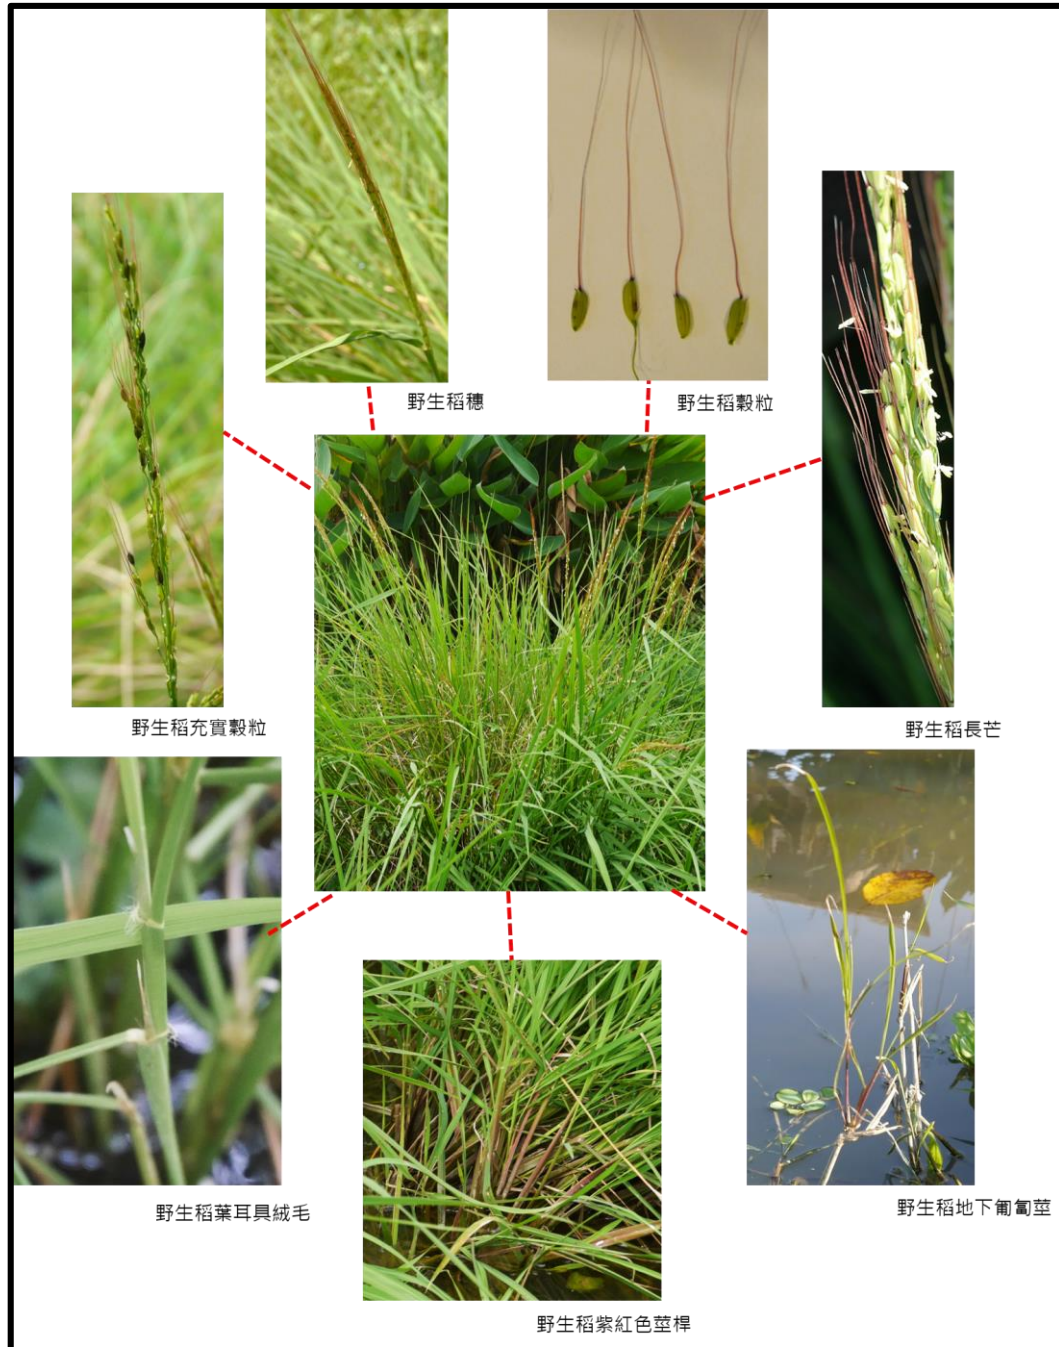 野生稻穗
野生稻穀粒
野生稻充實穀粒
野生稻長芒
野生稻葉耳具絨毛
野生稻地下匍匐莖
野生稻紫紅色莖桿